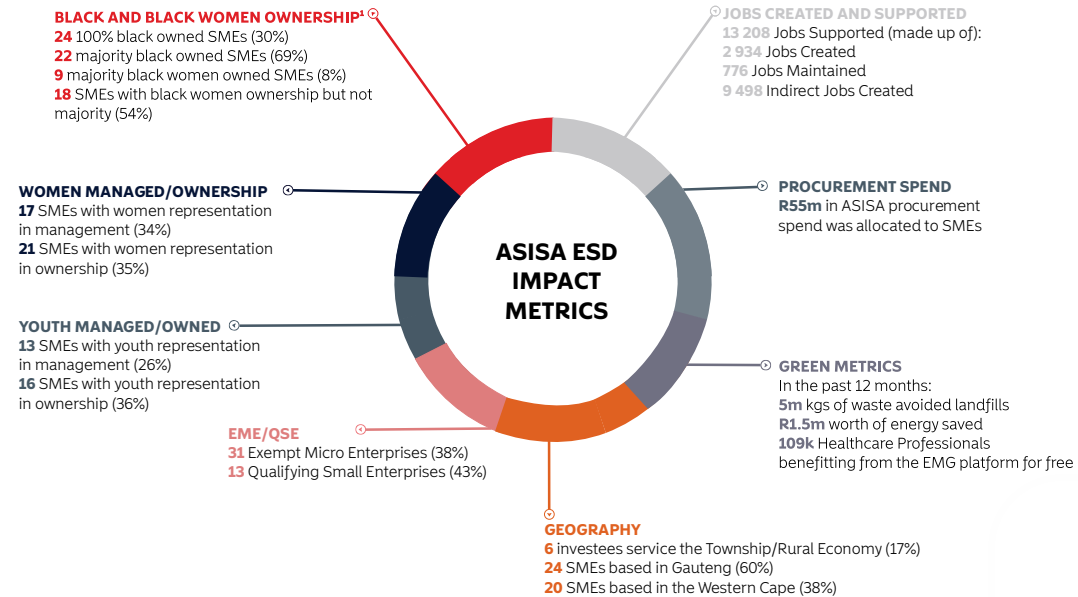 BLACK AND BLACK WOMEN OWNERSHIP¹
24 100% black owned SMEs (30%)
22 majority black owned SMEs (69%)
9 majority black women owned SMEs (8%)
18 SMEs with black women ownership but not
majority (54%)
JOBS CREATED AND SUPPORTED
13 208 Jobs Supported (made up of):
2 934 Jobs Created
776 Jobs Maintained
9 498 Indirect Jobs Created
WOMEN MANAGED/OWNERSHIP
17 SMEs with women representation
in management (34%)
21 SMEs with women representation
in ownership (35%)
PROCUREMENT SPEND
R55m in ASISA procurement
spend was allocated to SMEs
ASISA ESD
IMPACT
METRICS
YOUTH MANAGED/OWNED
13 SMEs with youth representation
in management (26%)
16 SMEs with youth representation
in ownership (36%)
GREEN METRICS
In the past 12 months:
5m kgs of waste avoided landfills
R1.5m worth of energy saved
109k Healthcare Professionals
benefitting from the EMG platform for free
EME/QSE
31 Exempt Micro Enterprises (38%)
13 Qualifying Small Enterprises (43%)
GEOGRAPHY
6 investees service the Township/Rural Economy (17%)
24 SMEs based in Gauteng (60%)
20 SMEs based in the Western Cape (38%)